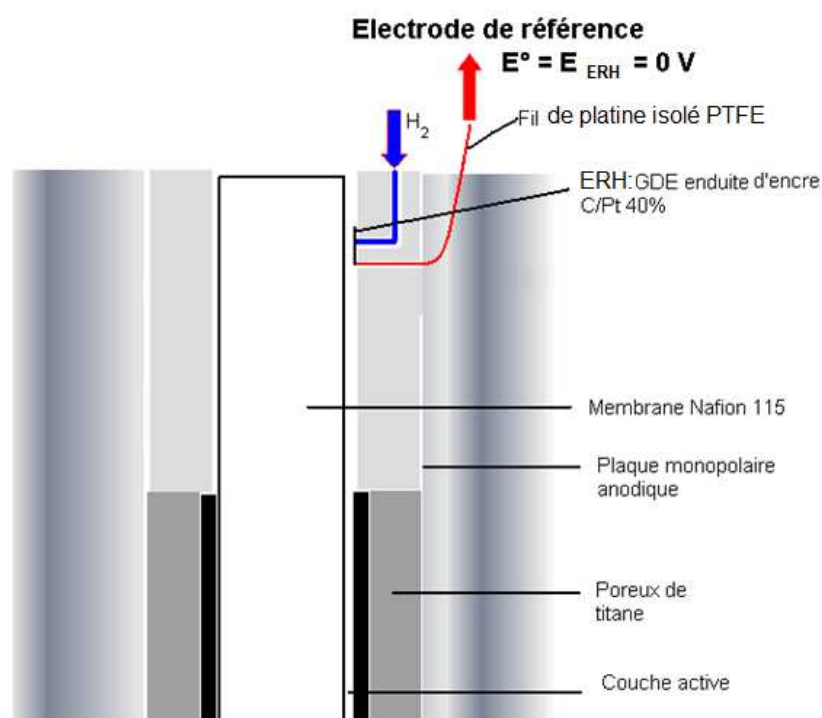 Electrode de référence
E° = E ERH = 0 V
H2
Fil de platine isolé PTFE
ERH:GDE enduite d'encre
C/Pt 40%
Membrane Nafion 115
Plaque monopolaire
anodique
Poreux de
titane
Couche active